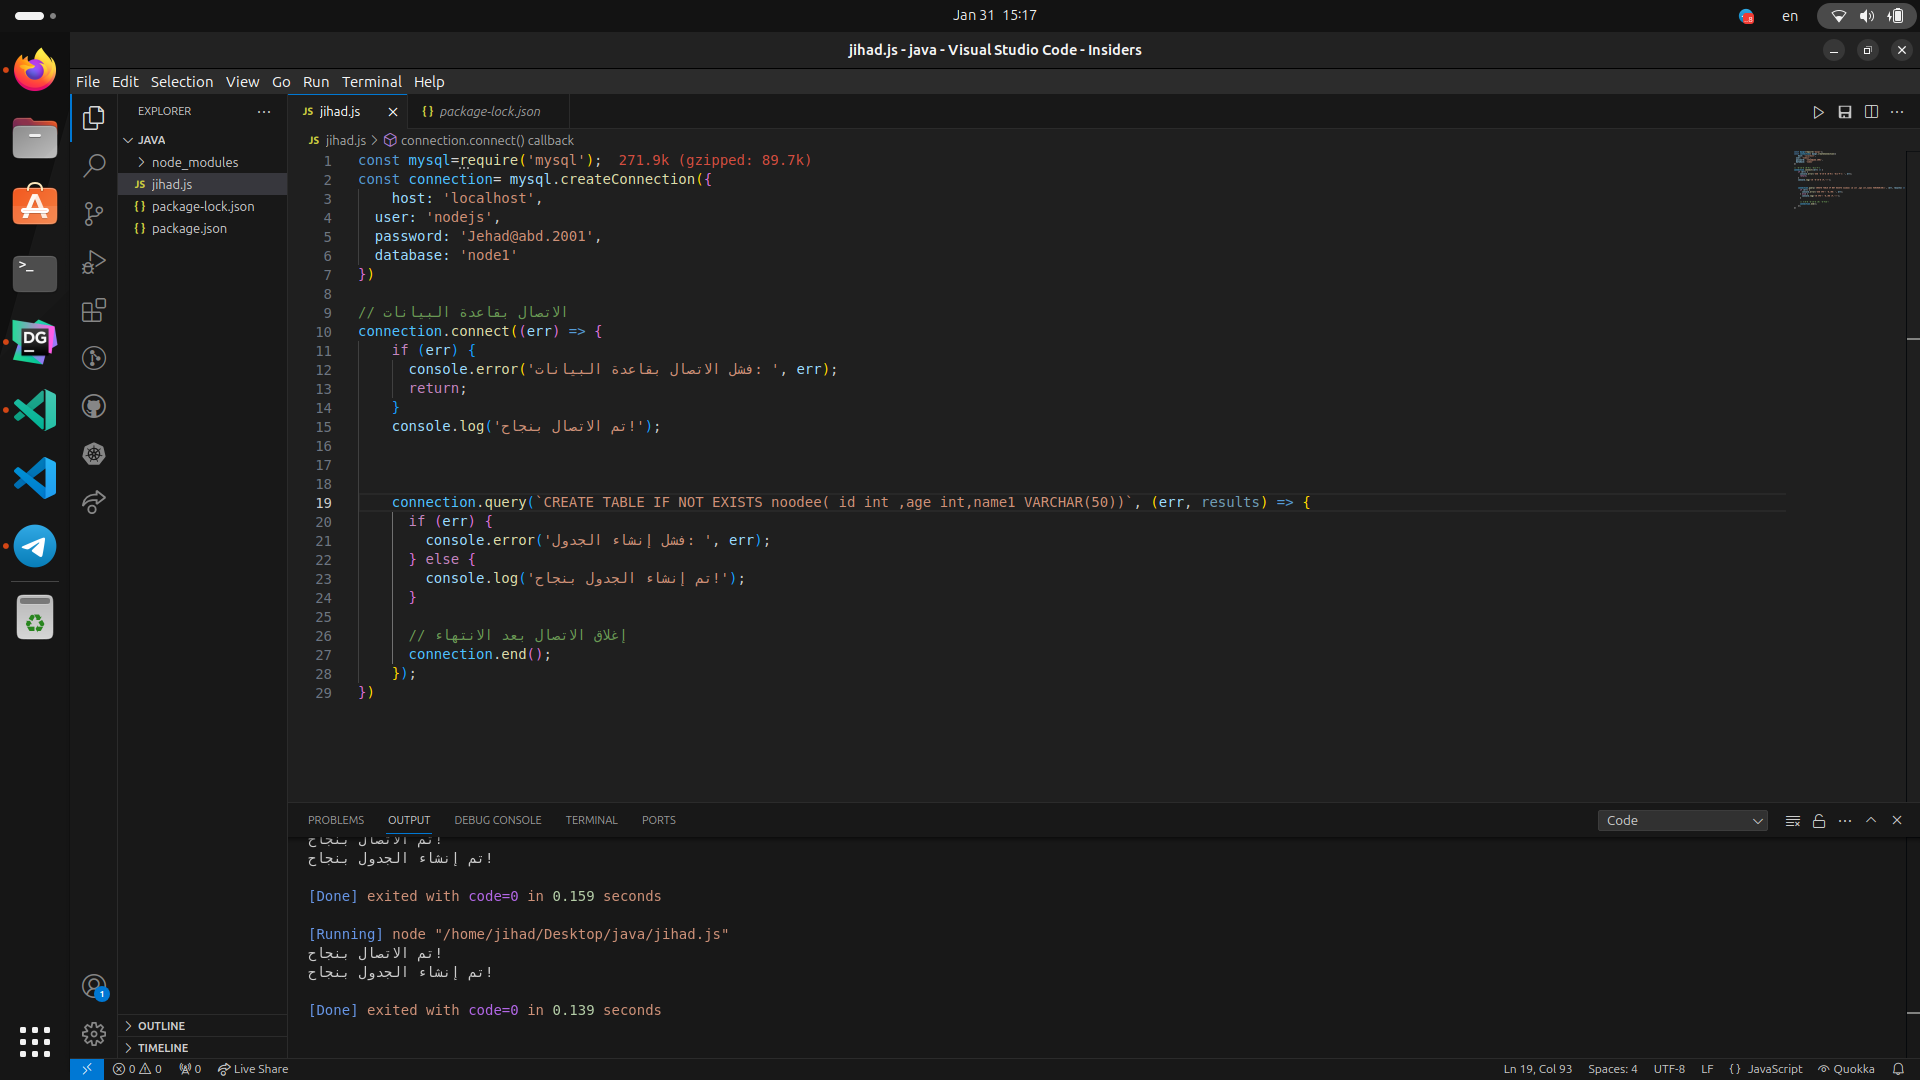 Jan 31 15:17
en
jihad.js - java - Visual Studio Code - Insiders
File Edit Selection View Go Run Terminal Help
EXPLORER
JAVA
node_modules
JS jihad.js
{} package-lock.json
{} package.json
OUTLINE
TIMELINE
JS jihad.js
{} package-lock.json
JS jihad.js > connection.connect() callback
1 const mysql=require('mysql'); 271.9k (gzipped: 89.7k)
2 const connection= mysql.createConnection({
3 host: 'localhost',
4 user: 'nodejs',
5 password: 'Jehad@abd.2001',
6 database: 'node1'
7 })
8
9 // الاتصال بقاعدة البيانات
10 connection.connect((err) => {
11 if (err) {
12 console.error('فشل الاتصال بقاعدة البيانات: ', err);
13 return;
14 }
15 console.log('تم الاتصال بنجاح!');
16
17
18
19 connection.query(`CREATE TABLE IF NOT EXISTS noodee( id int ,age int,name1 VARCHAR(50))`, (err, results) => {
20 if (err) {
21 console.error('فشل إنشاء الجدول: ', err);
22 } else {
23 console.log('تم إنشاء الجدول بنجاح!');
24 }
25
26 // إغلاق الاتصال بعد الانتهاء
27 connection.end();
28 });
29 })
PROBLEMS OUTPUT DEBUG CONSOLE TERMINAL PORTS
Code
تم الاتصال بنجاح!
تم إنشاء الجدول بنجاح!
[Done] exited with code=0 in 0.159 seconds
[Running] node "/home/jihad/Desktop/java/jihad.js"
تم الاتصال بنجاح!
تم إنشاء الجدول بنجاح!
[Done] exited with code=0 in 0.139 seconds
DG
>_
1
0 0 0 Live Share
Ln 19, Col 93 Spaces: 4 UTF-8 LF {} JavaScript Quokka